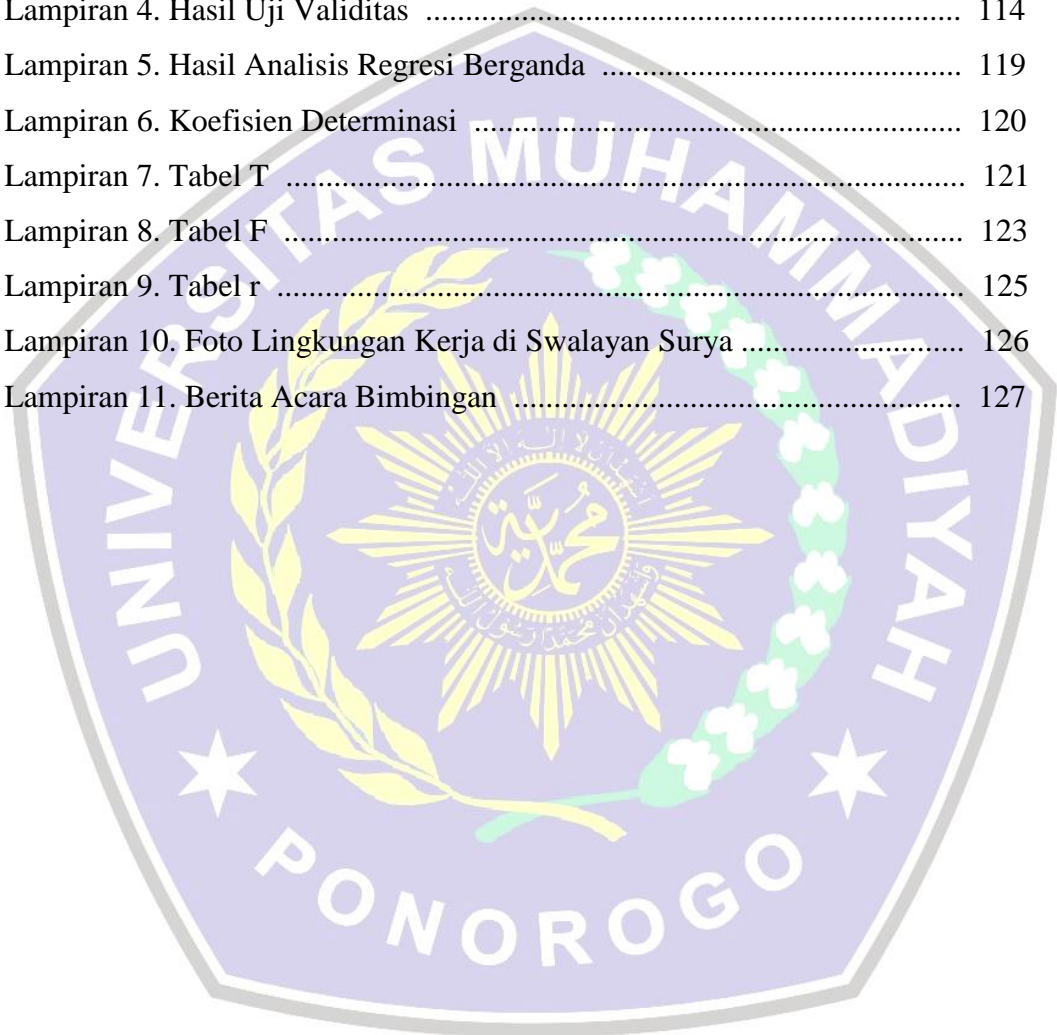 Lampiran 4. Hasil Uji Validitas ..................................................................... 114
Lampiran 5. Hasil Analisis Regresi Berganda .............................................. 119
Lampiran 6. Koefisien Determinasi ............................................................... 120
Lampiran 7. Tabel T ....................................................................................... 121
Lampiran 8. Tabel F ....................................................................................... 123
Lampiran 9. Tabel r ........................................................................................ 125
Lampiran 10. Foto Lingkungan Kerja di Swalayan Surya ............................. 126
Lampiran 11. Berita Acara Bimbingan ......................................................... 127
UNIVERSITAS MUHAMMADIYAH
PONOROGO
محمدية